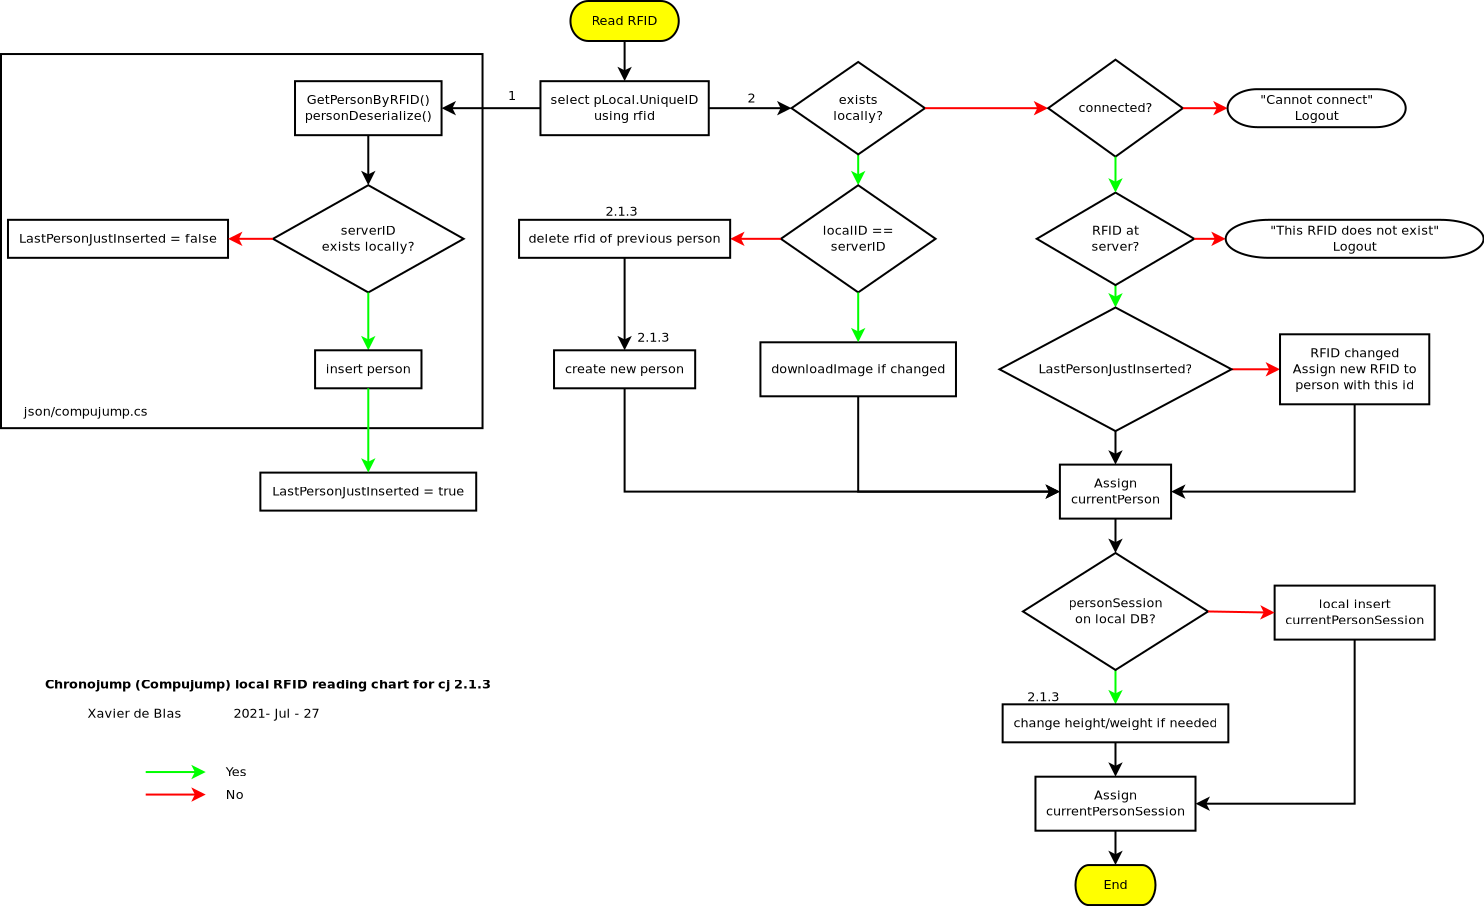 Read RFID
1
2
GetPersonByRFID()
personDeserialize()
select pLocal.UniqueID
using rfid
exists
locally?
connected?
"Cannot connect"
Logout
2.1.3
LastPersonJustInserted = false
serverID
exists locally?
delete rfid of previous person
localID ==
serverID
RFID at
server?
"This RFID does not exist"
Logout
2.1.3
insert person
create new person
downloadImage if changed
LastPersonJustInserted?
RFID changed
Assign new RFID to
person with this id
json/compujump.cs
LastPersonJustInserted = true
Assign
currentPerson
personSession
on local DB?
local insert
currentPersonSession
Chronojump (Compujump) local RFID reading chart for cj 2.1.3
Xavier de Blas 2021- Jul - 27
2.1.3
change height/weight if needed
Yes
No
Assign
currentPersonSession
End